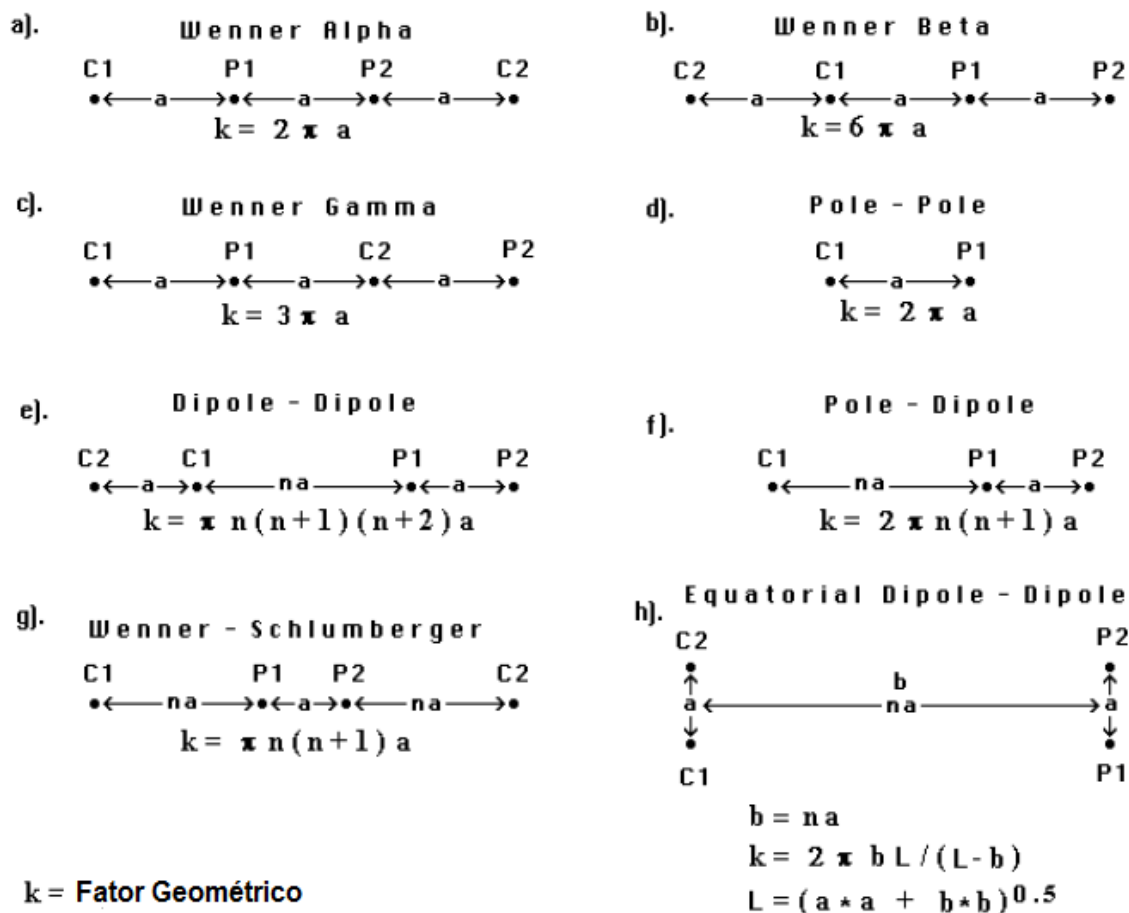 a).
Wenner Alpha
C1 P1 P2 C2
a a a
k = 2 π a
b).
Wenner Beta
C2 C1 P1 P2
a a a
k = 6 π a
c).
Wenner Gamma
C1 P1 C2 P2
a a a
k = 3 π a
d).
Pole - Pole
C1 P1
a
k = 2 π a
e).
Dipole - Dipole
C2 C1 P1 P2
a na a
k = π n(n+1)(n+2)a
f).
Pole - Dipole
C1 P1 P2
na a
k = 2 π n(n+1)a
g).
Wenner - Schlumberger
C1 P1 P2 C2
na a na
k = π n(n+1)a
h).
Equatorial Dipole - Dipole
C2 P2
b
a na a
C1 P1
b = na
k = 2 π b L/(L-b)
L = (a*a + b*b)^0.5
k = Fator Geométrico